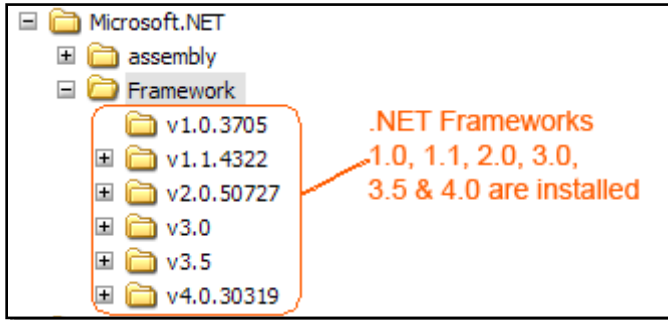 Microsoft.NET
assembly
Framework
v1.0.3705
v1.1.4322
v2.0.50727
v3.0
v3.5
v4.0.30319
.NET Frameworks
1.0, 1.1, 2.0, 3.0,
3.5 & 4.0 are installed